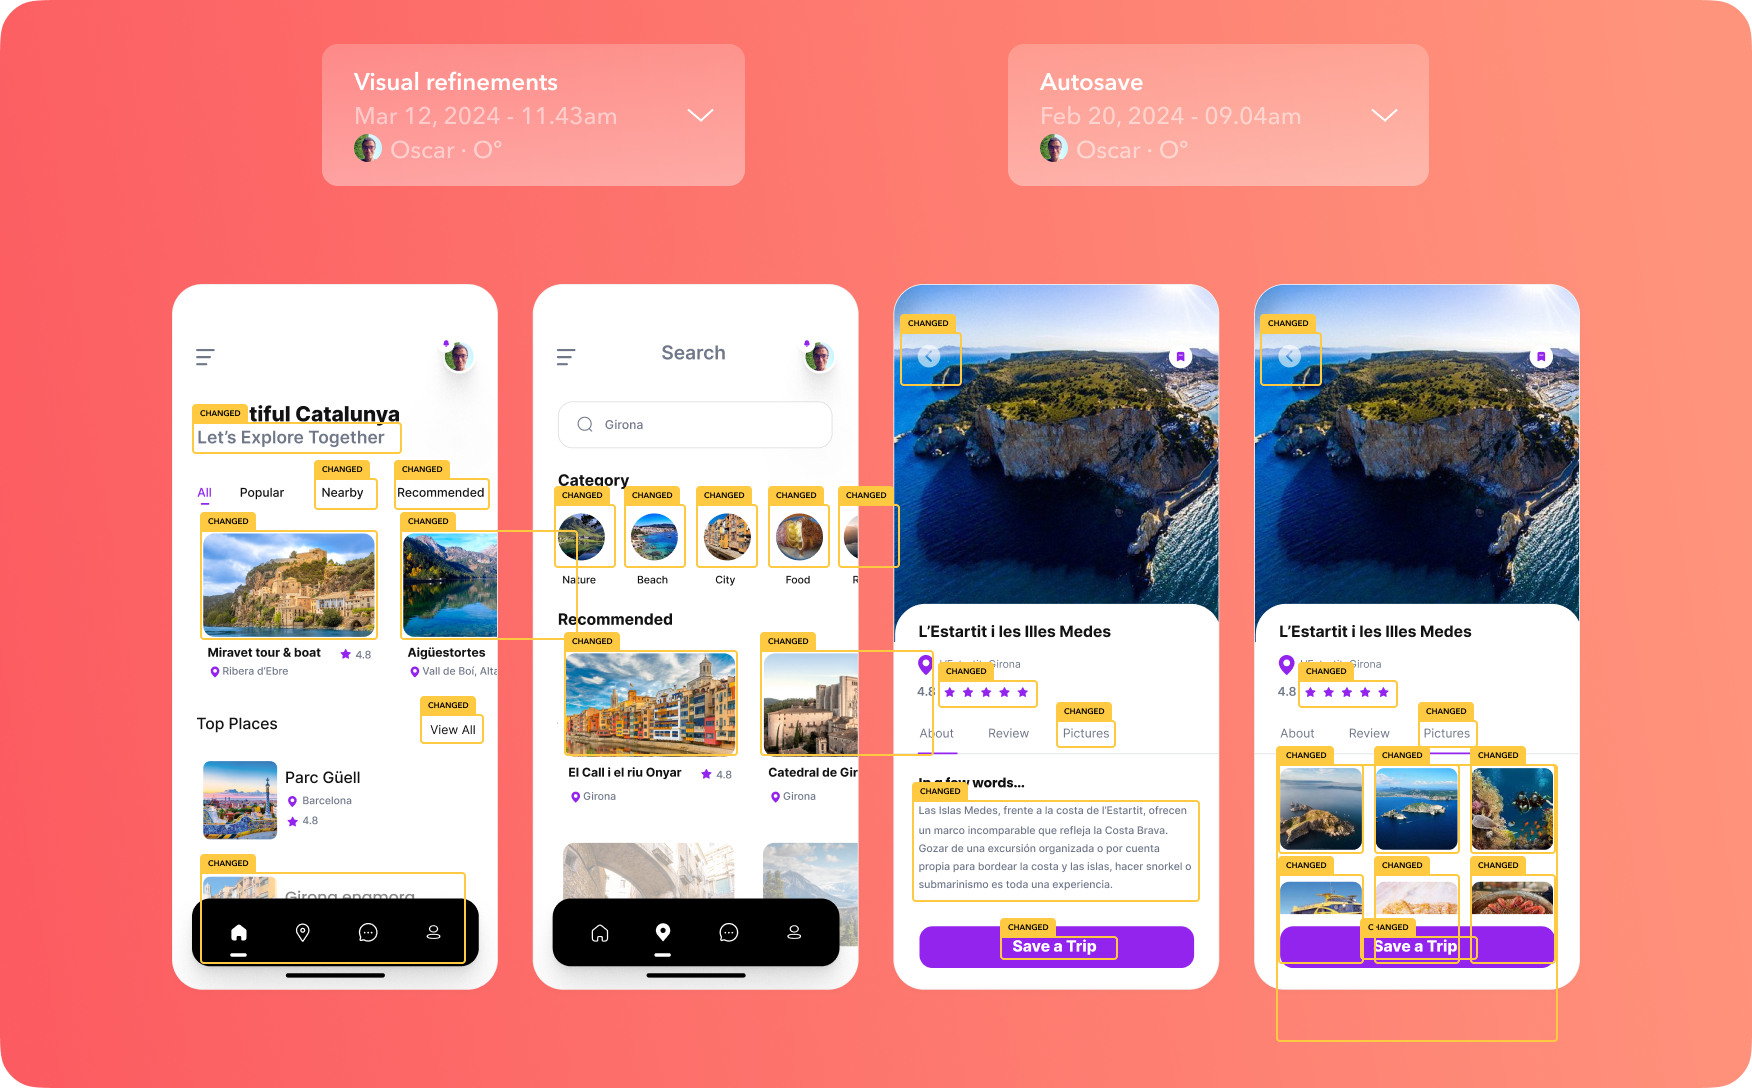 Visual refinements
Mar 12, 2024 - 11.43am
Oscar · O°
Autosave
Feb 20, 2024 - 09.04am
Oscar · O°
CHANGED
tiful Catalunya
Let's Explore Together
CHANGED
CHANGED
All
Popular
Nearby
Recommended
CHANGED
CHANGED
Miravet tour & boat
4.8
Ribera d'Ebre
Aigüestortes
Vall de Boí, Alta
CHANGED
Top Places
View All
Parc Güell
Barcelona
4.8
CHANGED
Girona enamora
Search
Girona
Category
CHANGED
CHANGED
CHANGED
CHANGED
CHANGED
Nature
Beach
City
Food
R
Recommended
CHANGED
CHANGED
El Call i el riu Onyar
4.8
Girona
Catedral de Gir
Girona
CHANGED
L'Estartit i les Illes Medes
L'Estartit, Girona
CHANGED
4.8
CHANGED
About
Review
Pictures
In a few words...
CHANGED
Las Islas Medes, frente a la costa de l'Estartit, ofrecen
un marco incomparable que refleja la Costa Brava.
Gozar de una excursión organizada o por cuenta
propia para bordear la costa y las islas, hacer snorkel o
submarinismo es toda una experiencia.
CHANGED
Save a Trip
CHANGED
L'Estartit i les Illes Medes
L'Estartit, Girona
CHANGED
4.8
CHANGED
About
Review
Pictures
CHANGED
CHANGED
CHANGED
CHANGED
CHANGED
CHANGED
CHANGED
Save a Trip